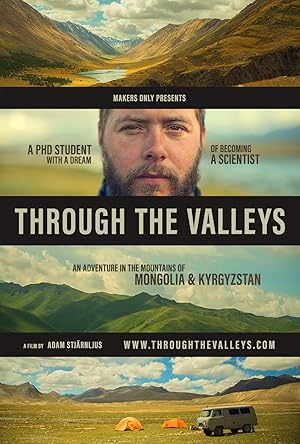 MAKERS ONLY PRESENTS
A PHD STUDENT
WITH A DREAM
OF BECOMING
A SCIENTIST
THROUGH THE VALLEYS
AN ADVENTURE IN THE MOUNTAINS OF
MONGOLIA & KYRGYZSTAN
A FILM BY ADAM STJÄRNLJUS
WWW.THROUGHTHEVALLEYS.COM